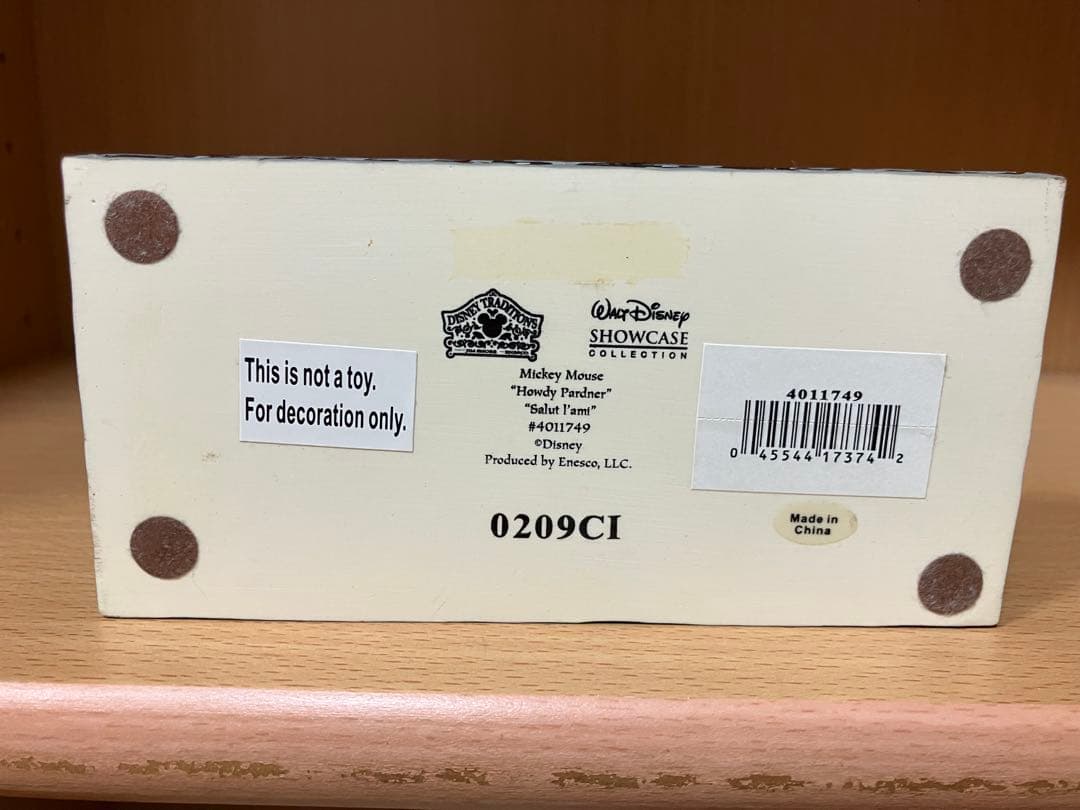 DISNEY TRADITIONS
WALT DISNEY
SHOWCASE
COLLECTION
This is not a toy.
For decoration only.
Mickey Mouse
“Howdy Pardner”
“Salut l'ami”
#4011749
©Disney
Produced by Enesco, LLC.
4011749
0 45544 17374 2
0209CI
Made in
China